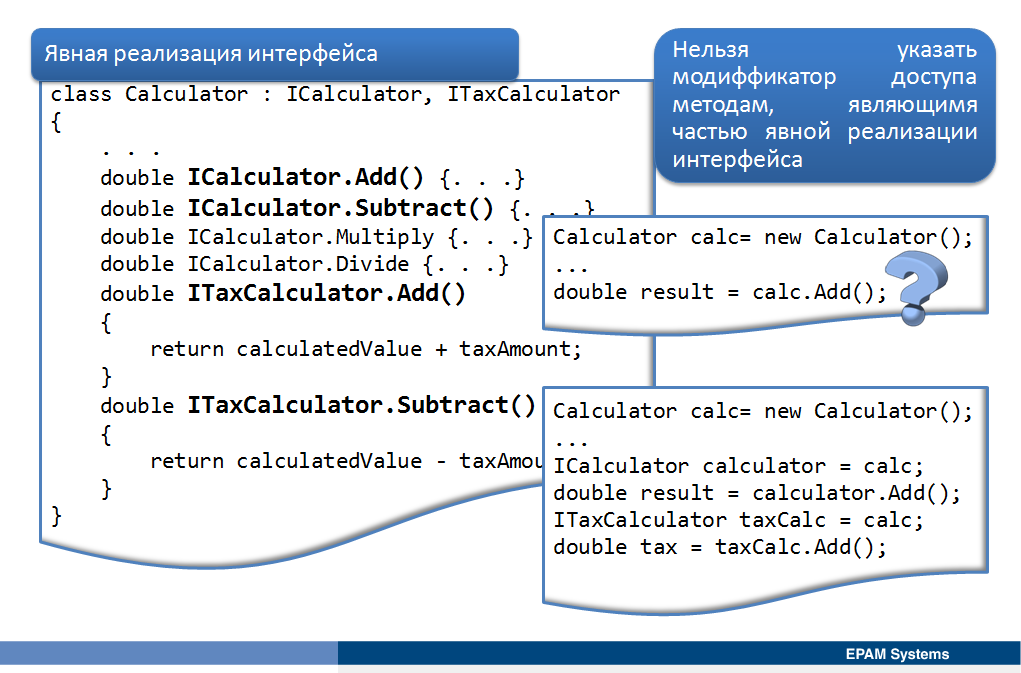 Явная реализация интерфейса
Нельзя указать
модиффикатор доступа
методам, являющимя
частью явной реализации
интерфейса
class Calculator : ICalculator, ITaxCalculator
{
. . .
double ICalculator.Add() {. . .}
double ICalculator.Subtract() {. . .}
double ICalculator.Multiply {. . .}
double ICalculator.Divide {. . .}
double ITaxCalculator.Add()
{
return calculatedValue + taxAmount;
}
double ITaxCalculator.Subtract()
{
return calculatedValue - taxAmou
}
}
Calculator calc= new Calculator();
...
double result = calc.Add();
?
Calculator calc= new Calculator();
...
ICalculator calculator = calc;
double result = calculator.Add();
ITaxCalculator taxCalc = calc;
double tax = taxCalc.Add();
EPAM Systems